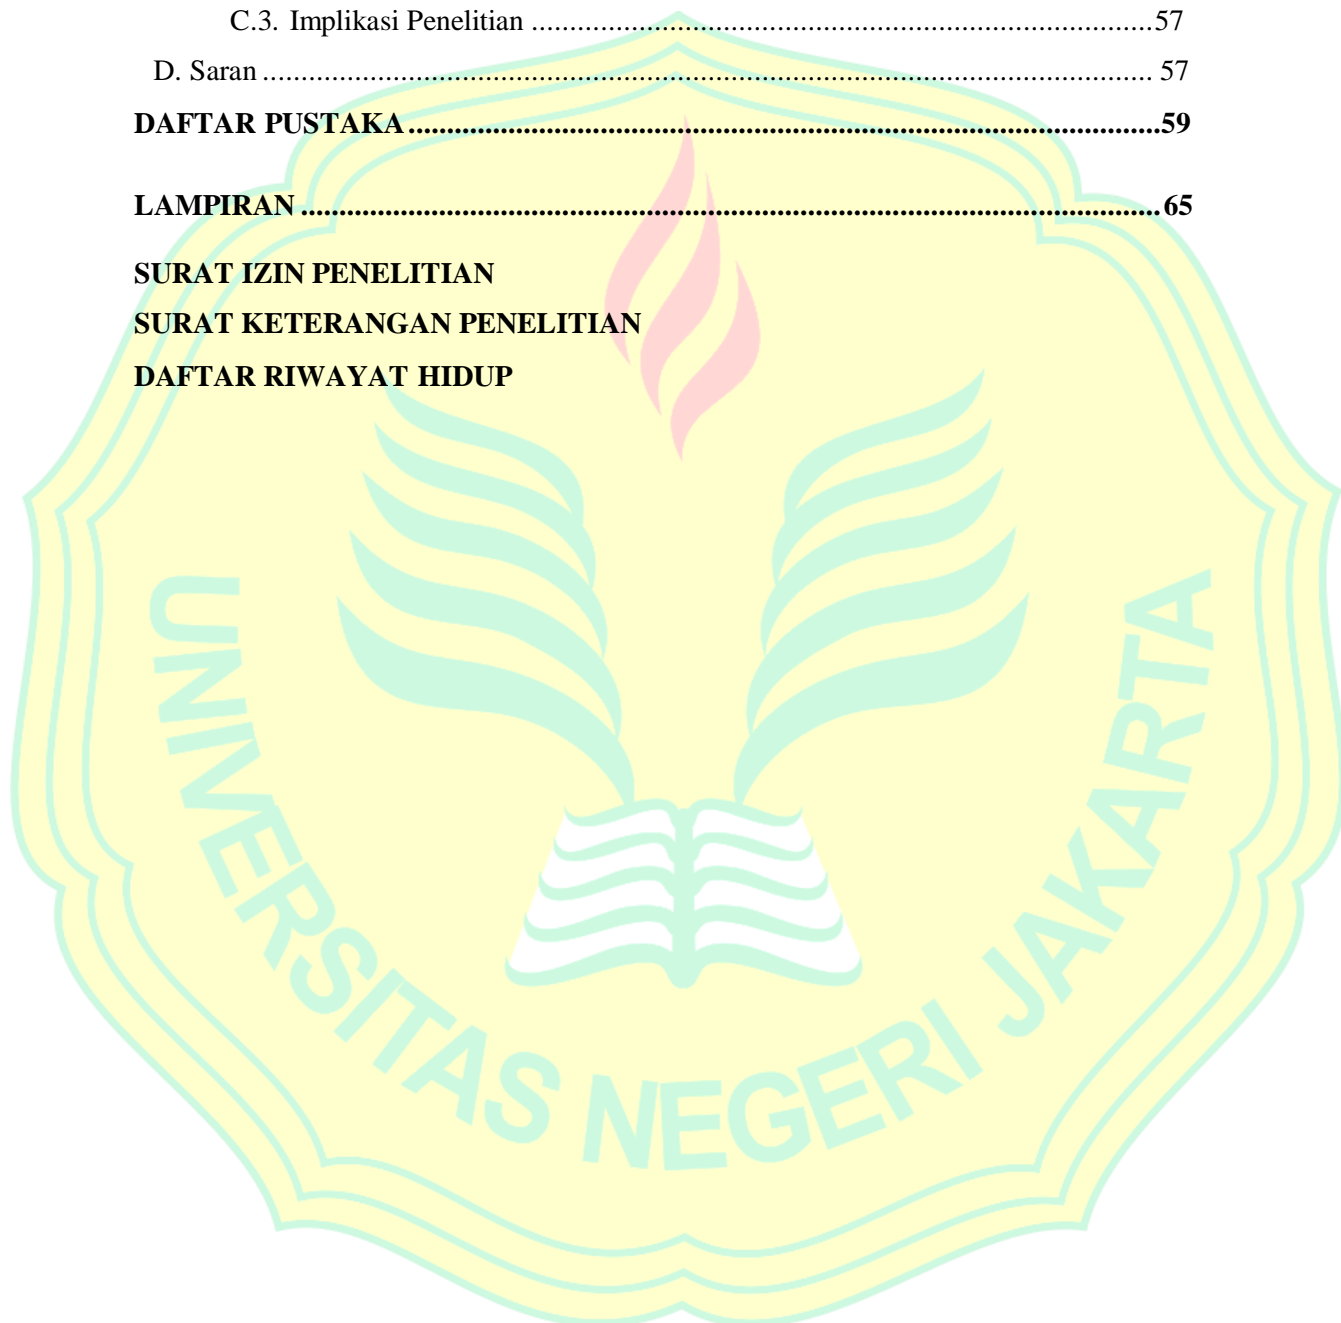 C.3. Implikasi Penelitian ................................................................................57
D. Saran .................................................................................................................. 57
DAFTAR PUSTAKA.................................................................................................59
LAMPIRAN ...............................................................................................................65
SURAT IZIN PENELITIAN
SURAT KETERANGAN PENELITIAN
DAFTAR RIWAYAT HIDUP
UNIVERSITAS NEGERI JAKARTA